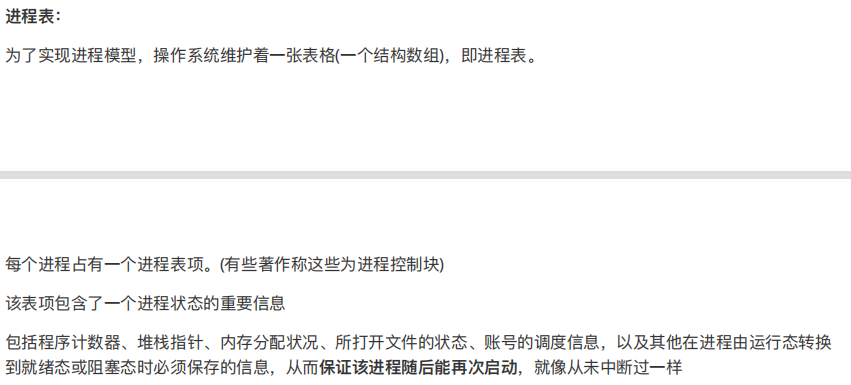 进程表：
为了实现进程模型，操作系统维护着一张表格(一个结构数组)，即进程表。
每个进程占有一个进程表项。(有些著作称这些为进程控制块)
该表项包含了一个进程状态的重要信息
包括程序计数器、堆栈指针、内存分配状况、所打开文件的状态、账号的调度信息，以及其他在进程由运行态转换
到就绪态或阻塞态时必须保存的信息，从而保证该进程随后能再次启动，就像从未中断过一样